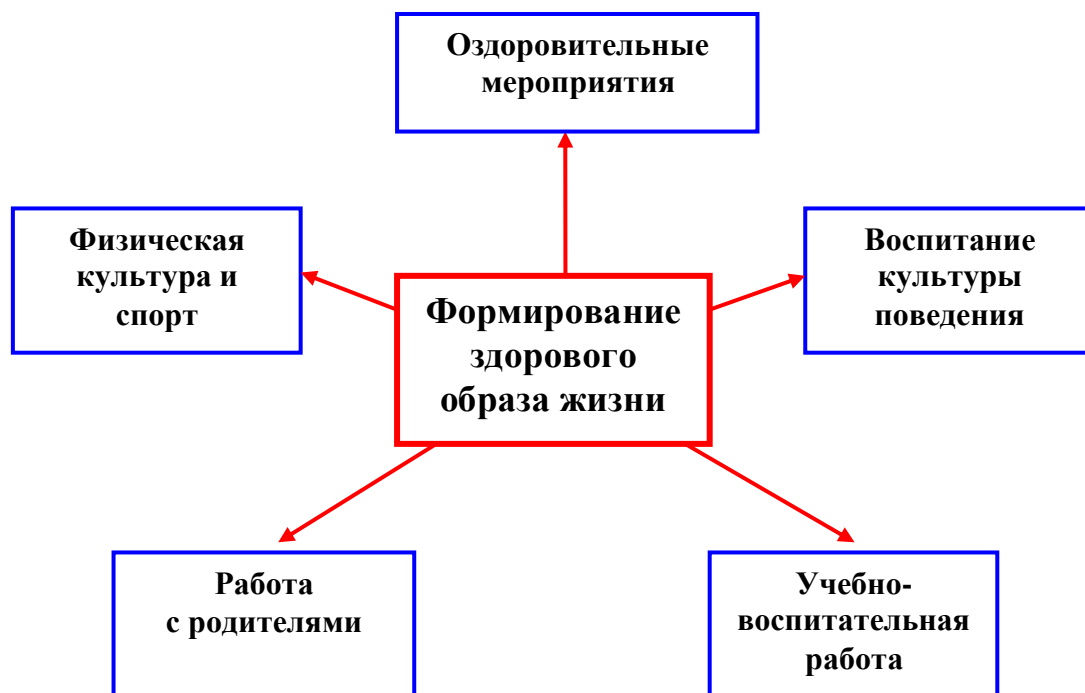 Оздоровительные
мероприятия
Физическая
культура и
спорт
Воспитание
культуры
поведения
Формирование
здорового
образа жизни
Работа
с родителями
Учебно-
воспитательная
работа